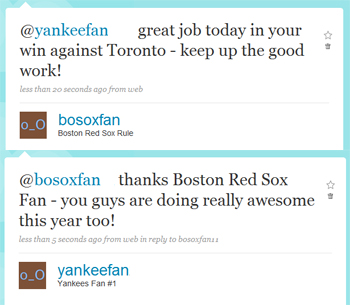 @yankeefan great job today in your
win against Toronto - keep up the good
work!
less than 20 seconds ago from web
o_O
bosoxfan
Boston Red Sox Rule
@bosoxfan thanks Boston Red Sox
Fan - you guys are doing really awesome
this year too!
less than 5 seconds ago from web in reply to bosoxfan11
o_O
yankeefan
Yankees Fan #1